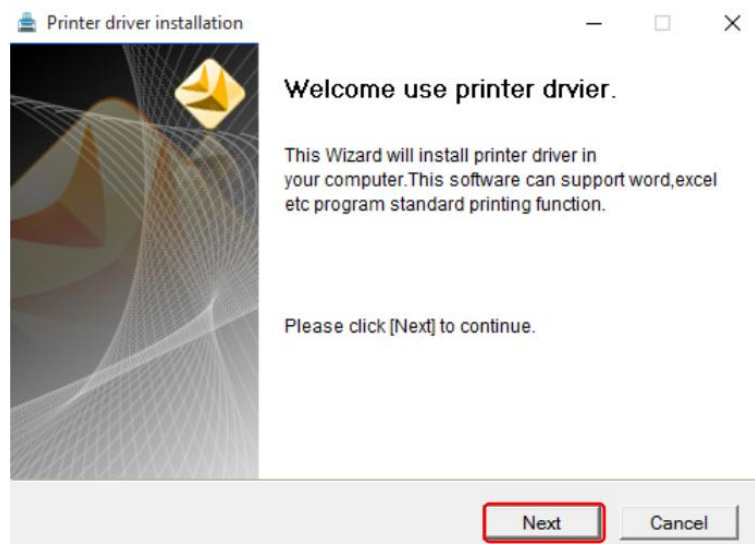 Printer driver installation
Welcome use printer drvier.
This Wizard will install printer driver in
your computer.This software can support word,excel
etc program standard printing function.
Please click [Next] to continue.
Next
Cancel